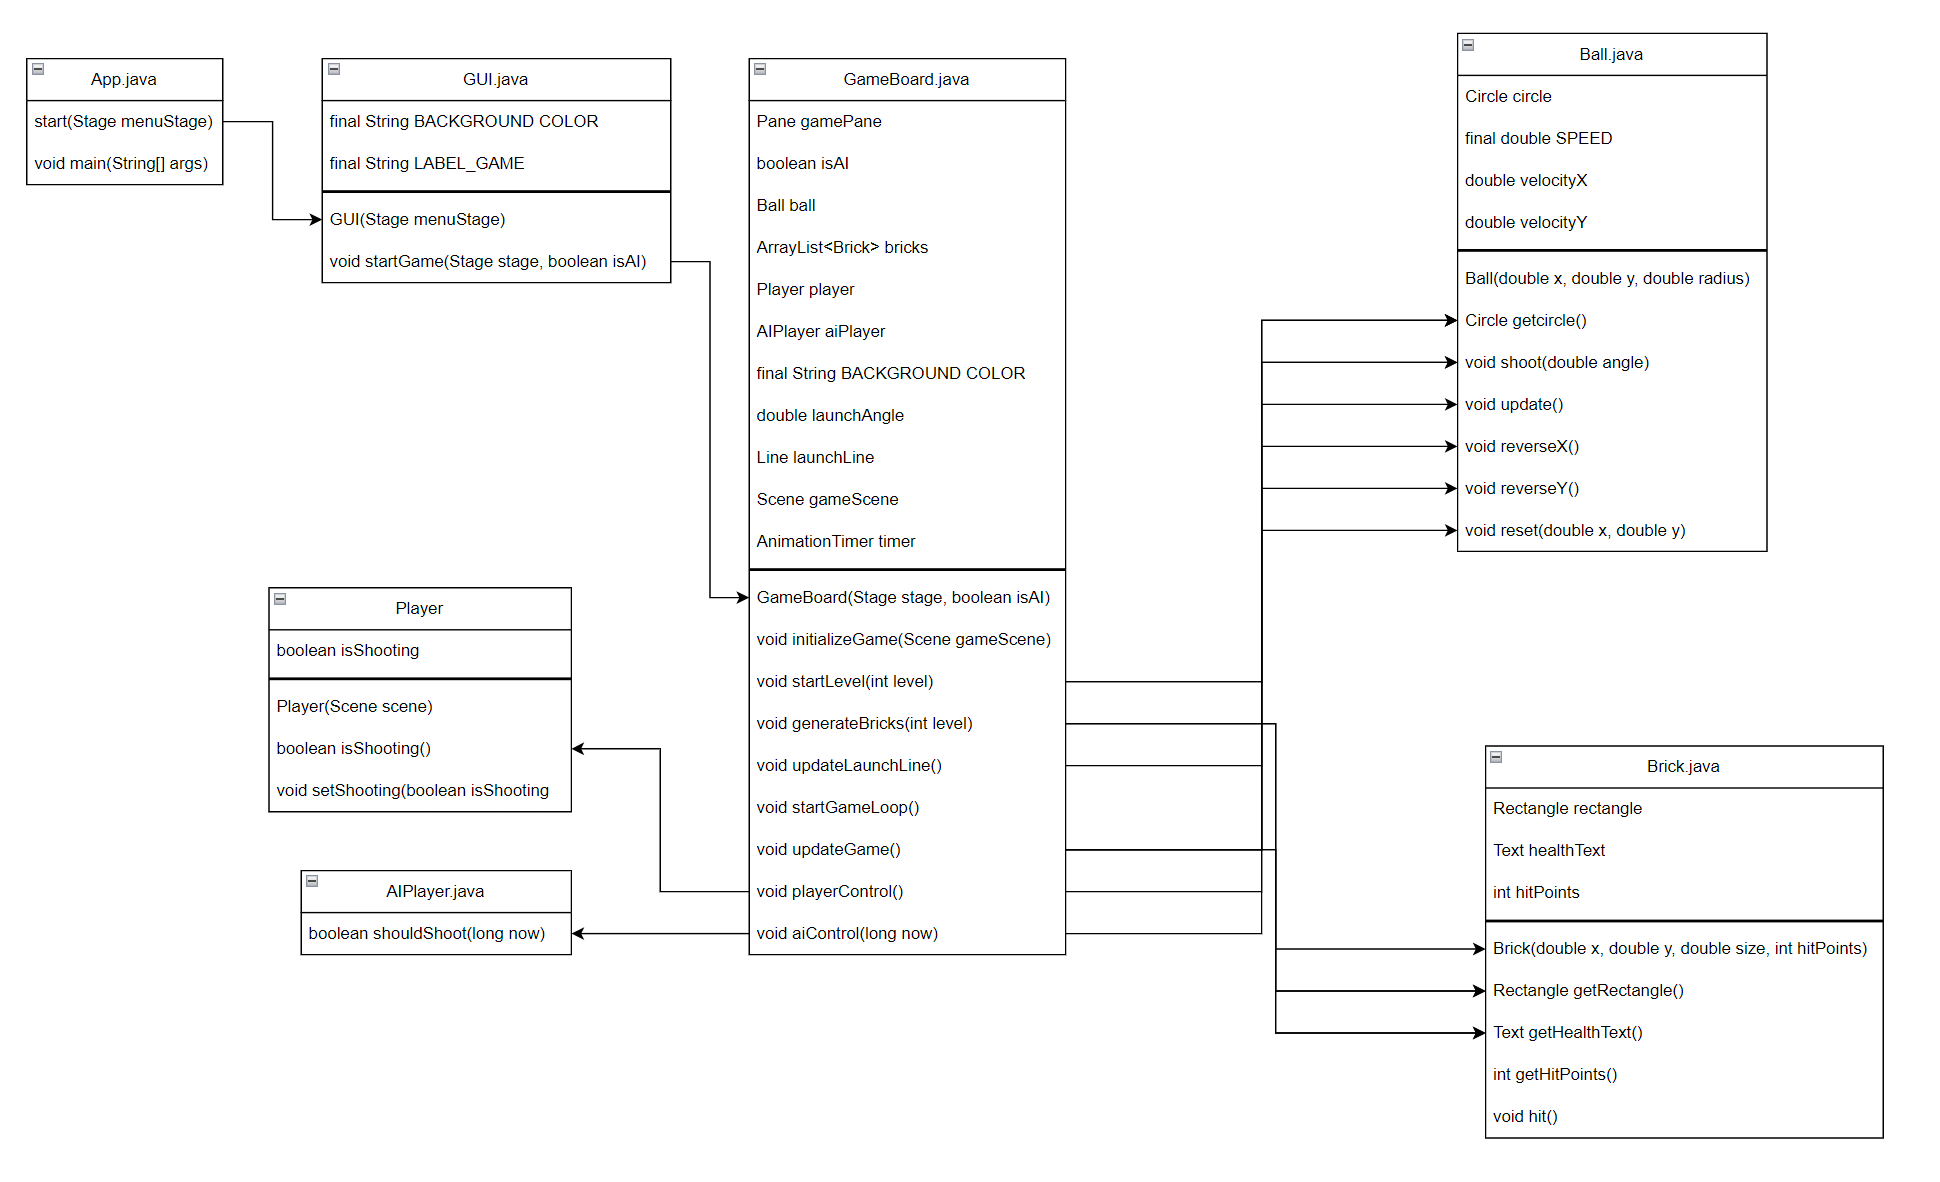 App.java
start(Stage menuStage)
void main(String[] args)
GUI.java
final String BACKGROUND COLOR
final String LABEL_GAME
GUI(Stage menuStage)
void startGame(Stage stage, boolean isAI)
GameBoard.java
Pane gamePane
boolean isAI
Ball ball
ArrayList<Brick> bricks
Player player
AIPlayer aiPlayer
final String BACKGROUND COLOR
double launchAngle
Line launchLine
Scene gameScene
AnimationTimer timer
GameBoard(Stage stage, boolean isAI)
void initializeGame(Scene gameScene)
void startLevel(int level)
void generateBricks(int level)
void updateLaunchLine()
void startGameLoop()
void updateGame()
void playerControl()
void aiControl(long now)
Ball.java
Circle circle
final double SPEED
double velocityX
double velocityY
Ball(double x, double y, double radius)
Circle getcircle()
void shoot(double angle)
void update()
void reverseX()
void reverseY()
void reset(double x, double y)
Player
boolean isShooting
Player(Scene scene)
boolean isShooting()
void setShooting(boolean isShooting
AIPlayer.java
boolean shouldShoot(long now)
Brick.java
Rectangle rectangle
Text healthText
int hitPoints
Brick(double x, double y, double size, int hitPoints)
Rectangle getRectangle()
Text getHealthText()
int getHitPoints()
void hit()